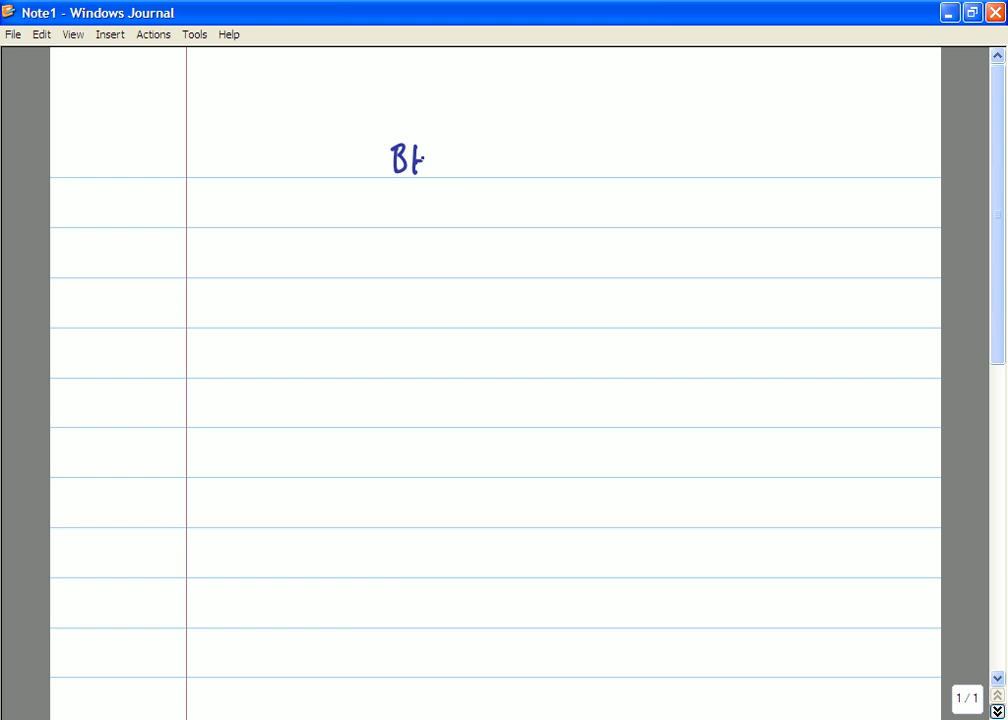 Note1 - Windows Journal
File Edit View Insert Actions Tools Help
1 / 1